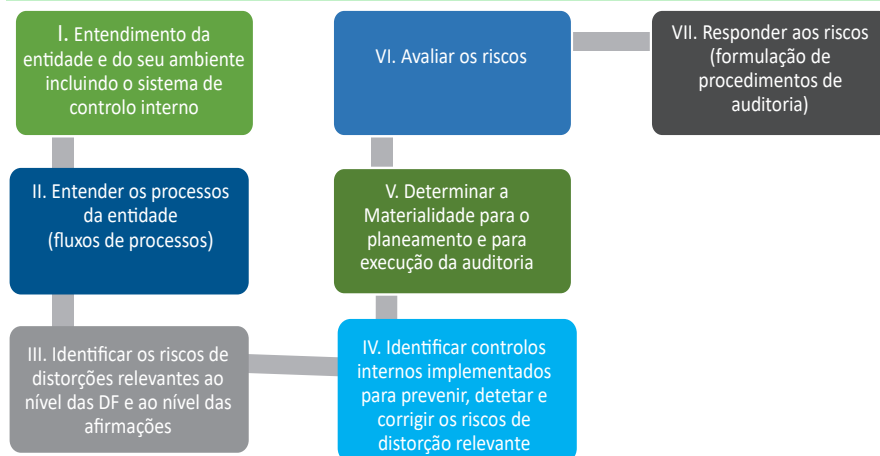 I. Entendimento da
entidade e do seu ambiente
incluindo o sistema de
controlo interno
II. Entender os processos
da entidade
(fluxos de processos)
III. Identificar os riscos de
distorções relevantes ao
nível das DF e ao nível das
afirmações
IV. Identificar controlos
internos implementados
para prevenir, detetar e
corrigir os riscos de
distorção relevante
V. Determinar a
Materialidade para o
planeamento e para
execução da auditoria
VI. Avaliar os riscos
VII. Responder aos riscos
(formulação de
procedimentos de
auditoria)